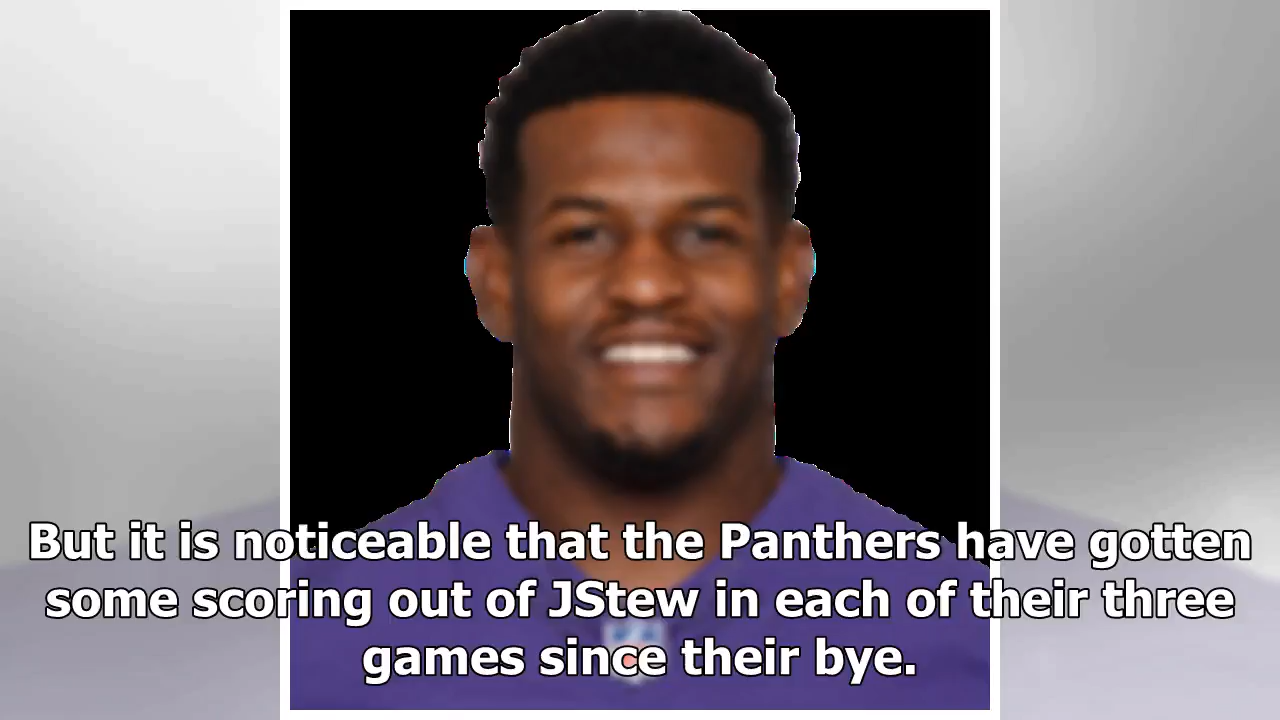 But it is noticeable that the Panthers have gotten
some scoring out of JStew in each of their three
games since their bye.